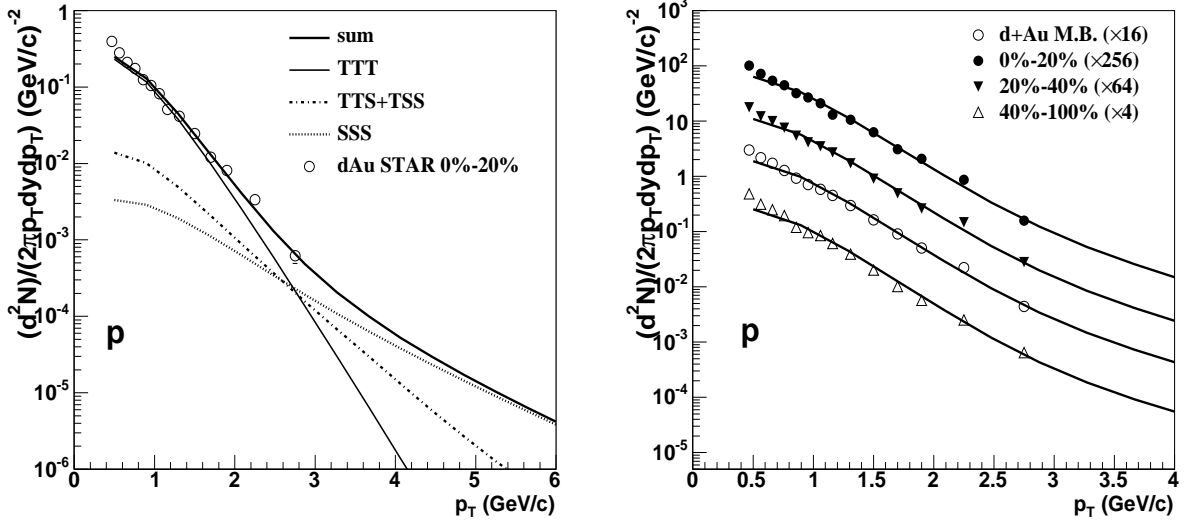 (d²N)/(2πp_T dydp_T) (GeV/c)⁻²
1
10⁻¹
10⁻²
10⁻³
10⁻⁴
10⁻⁵
10⁻⁶
sum
TTT
TTS+TSS
SSS
dAu STAR 0%-20%
p
0 1 2 3 4 5 6
p_T (GeV/c)
(d²N)/(2πp_T dydp_T) (GeV/c)⁻²
10²
10
1
10⁻¹
10⁻²
10⁻³
10⁻⁴
10⁻⁵
d+Au M.B. (×16)
0%-20% (×256)
20%-40% (×64)
40%-100% (×4)
p
0 0.5 1 1.5 2 2.5 3 3.5 4
p_T (GeV/c)